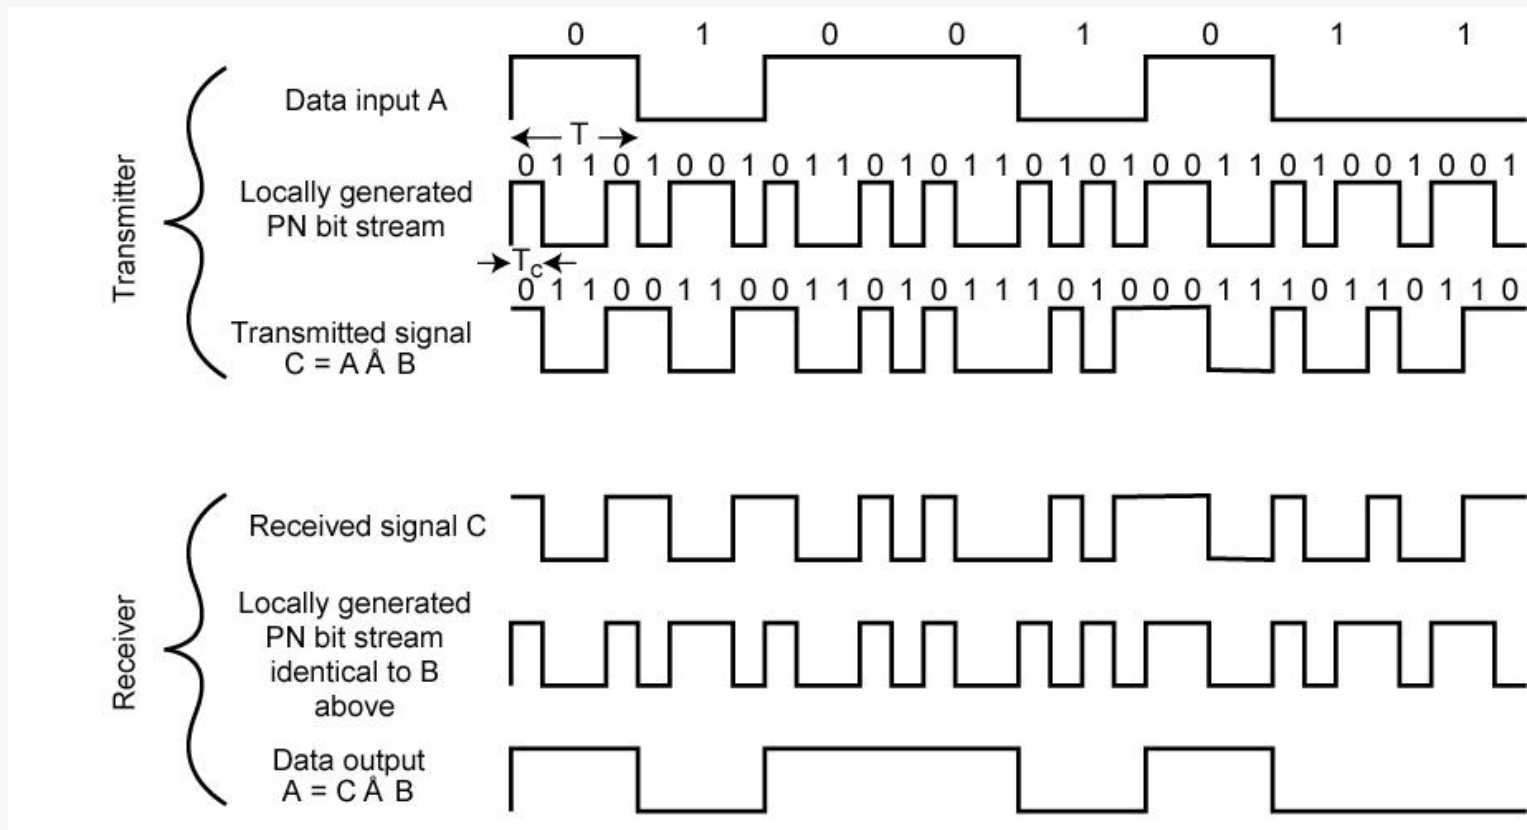 0 1 0 0 1 0 1 1
Data input A
T
0 1 1 0 1 0 0 1 0 1 1 0 1 0 1 1 0 1 0 1 0 0 1 1 0 1 0 0 1 0 0 1
Locally generated
PN bit stream
Transmitter
Tc
0 1 1 0 0 1 1 0 0 1 1 0 1 0 1 1 1 0 1 0 0 0 1 1 1 0 1 1 0 1 1 0
Transmitted signal
C = A Å B
Received signal C
Locally generated
PN bit stream
identical to B
above
Receiver
Data output
A = C Å B